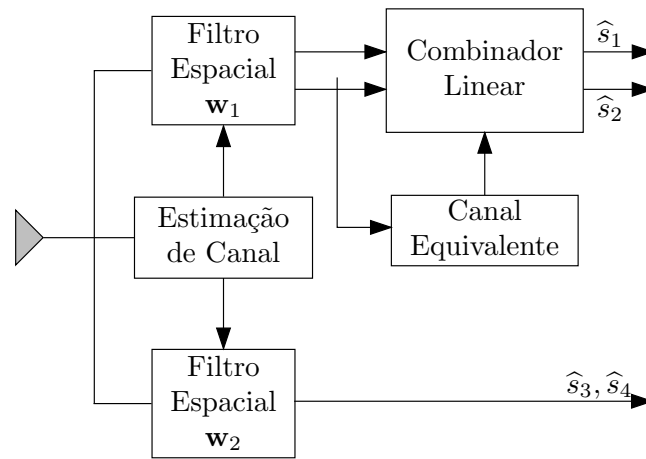 Filtro
Espacial
w₁
Combinador
Linear
ŝ₁
ŝ₂
Estimação
de Canal
Canal
Equivalente
Filtro
Espacial
w₂
ŝ₃, ŝ₄